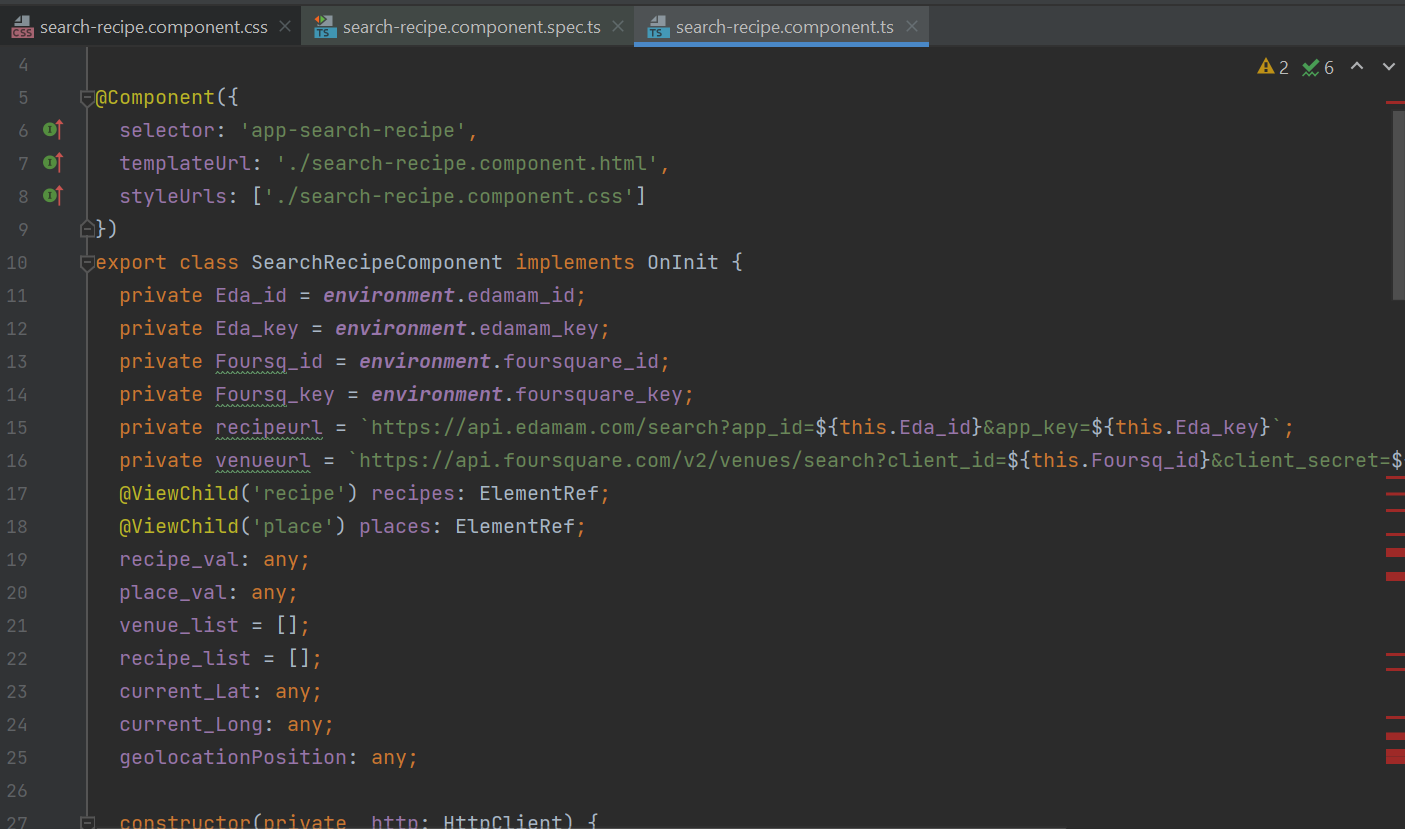 search-recipe.component.css search-recipe.component.spec.ts search-recipe.component.ts
2 6
4
5 @Component({
6 selector: 'app-search-recipe',
7 templateUrl: './search-recipe.component.html',
8 styleUrls: ['./search-recipe.component.css']
9 })
10 export class SearchRecipeComponent implements OnInit {
11 private Eda_id = environment.edamam_id;
12 private Eda_key = environment.edamam_key;
13 private Foursq_id = environment.foursquare_id;
14 private Foursq_key = environment.foursquare_key;
15 private recipeurl = `https://api.edamam.com/search?app_id=${this.Eda_id}&app_key=${this.Eda_key}`;
16 private venueurl = `https://api.foursquare.com/v2/venues/search?client_id=${this.Foursq_id}&client_secret=$
17 @ViewChild('recipe') recipes: ElementRef;
18 @ViewChild('place') places: ElementRef;
19 recipe_val: any;
20 place_val: any;
21 venue_list = [];
22 recipe_list = [];
23 current_Lat: any;
24 current_Long: any;
25 geolocationPosition: any;
26
27 constructor(private _http: HttpClient) {